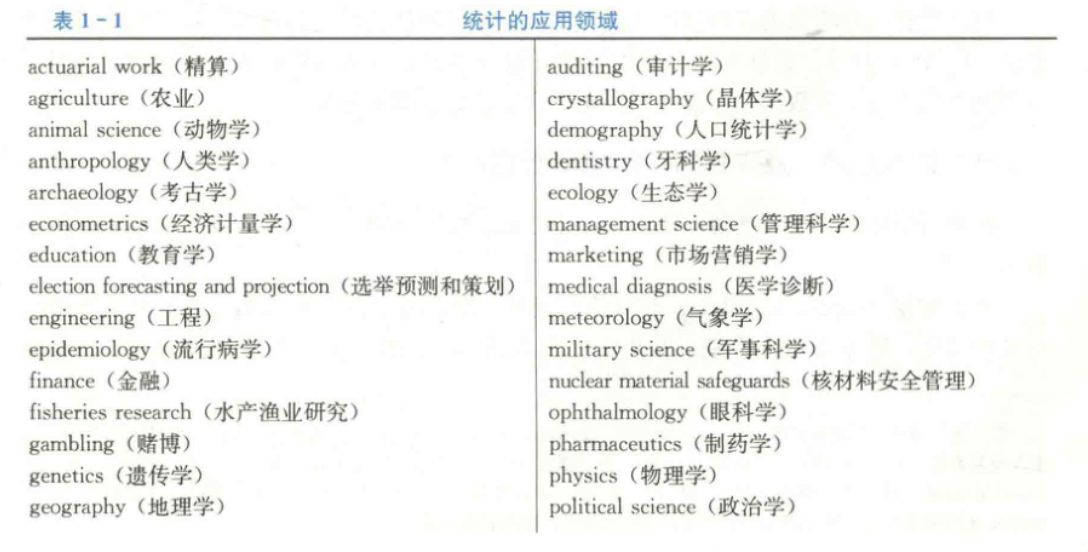 表 1-1 统计的应用领域
actuarial work（精算）
agriculture（农业）
animal science（动物学）
anthropology（人类学）
archaeology（考古学）
econometrics（经济计量学）
education（教育学）
election forecasting and projection（选举预测和策划）
engineering（工程）
epidemiology（流行病学）
finance（金融）
fisheries research（水产渔业研究）
gambling（赌博）
genetics（遗传学）
geography（地理学）
auditing（审计学）
crystallography（晶体学）
demography（人口统计学）
dentistry（牙科学）
ecology（生态学）
management science（管理科学）
marketing（市场营销学）
medical diagnosis（医学诊断）
meteorology（气象学）
military science（军事科学）
nuclear material safeguards（核材料安全管理）
ophthalmology（眼科学）
pharmaceutics（制药学）
physics（物理学）
political science（政治学）